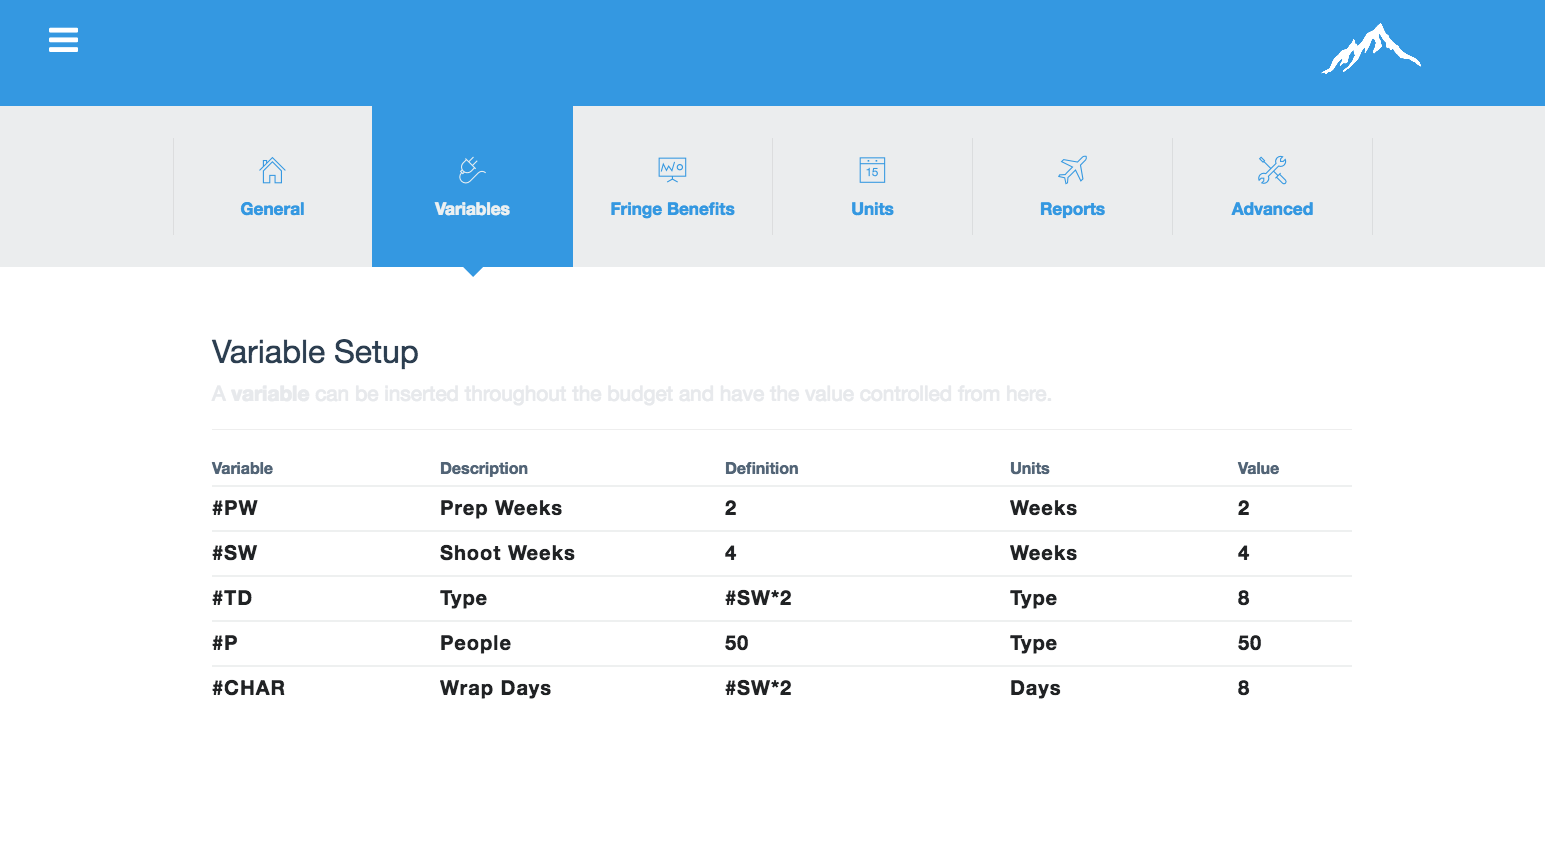 General
Variables
Fringe Benefits
15
Units
Reports
Advanced
Variable Setup
A variable can be inserted throughout the budget and have the value controlled from here.
Variable Description Definition Units Value
#PW Prep Weeks 2 Weeks 2
#SW Shoot Weeks 4 Weeks 4
#TD Type #SW*2 Type 8
#P People 50 Type 50
#CHAR Wrap Days #SW*2 Days 8